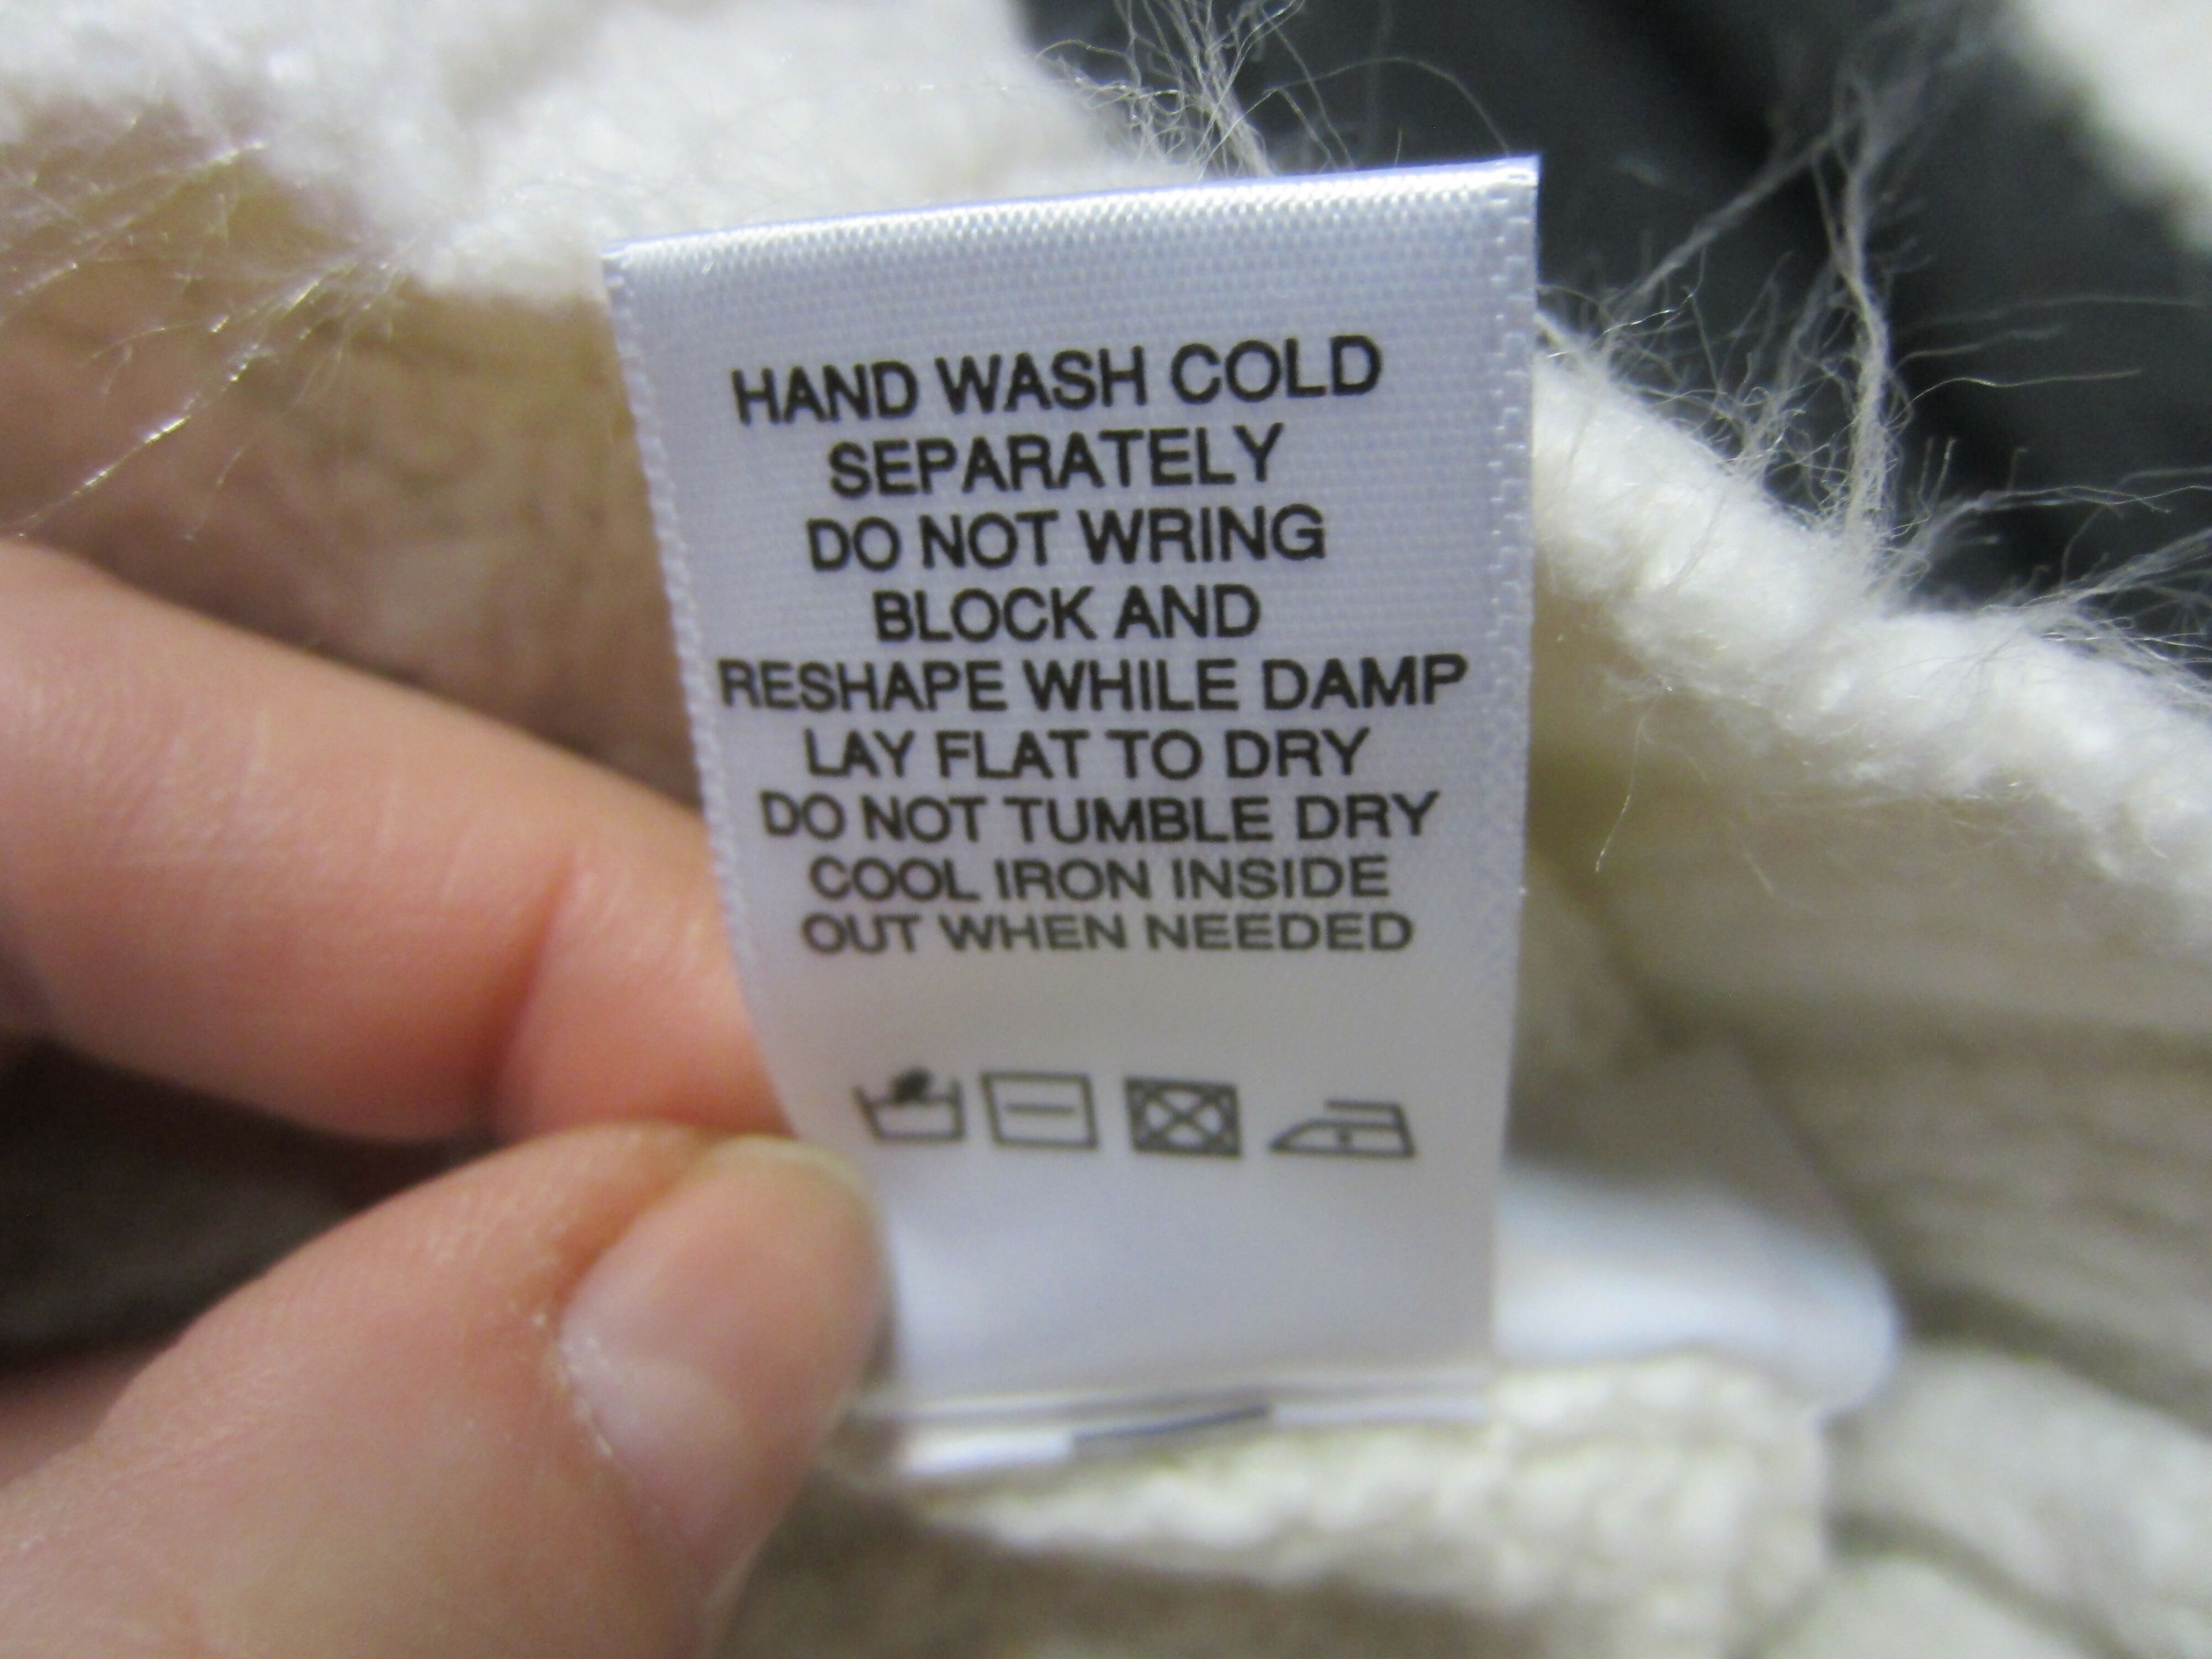 HAND WASH COLD
SEPARATELY
DO NOT WRING
BLOCK AND
RESHAPE WHILE DAMP
LAY FLAT TO DRY
DO NOT TUMBLE DRY
COOL IRON INSIDE
OUT WHEN NEEDED